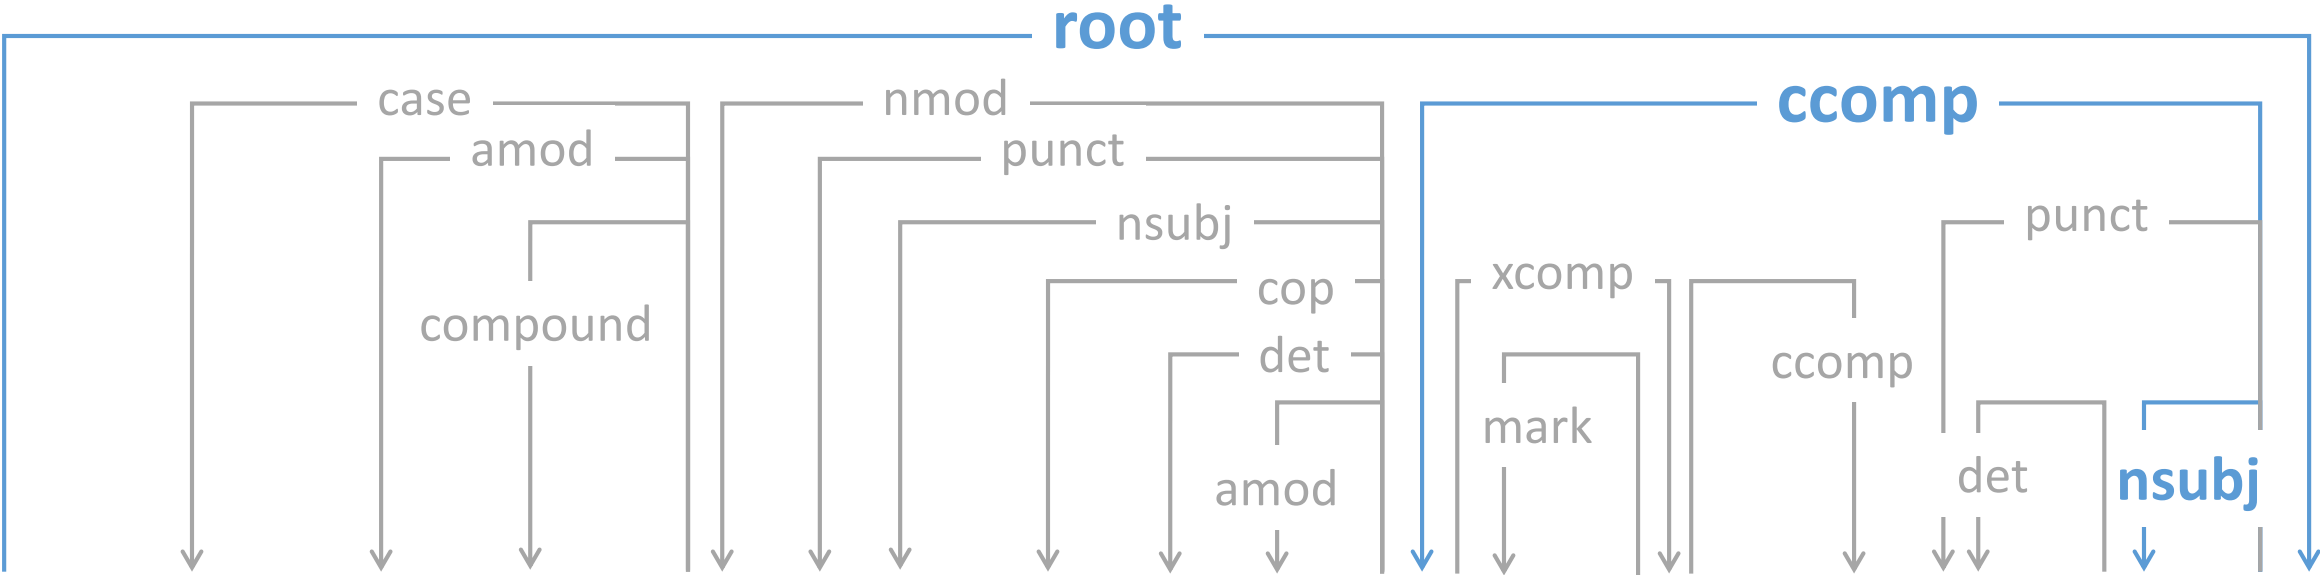 root
case
nmod
ccomp
amod
punct
nsubj
punct
cop
xcomp
compound
det
ccomp
mark
amod
det
nsubj